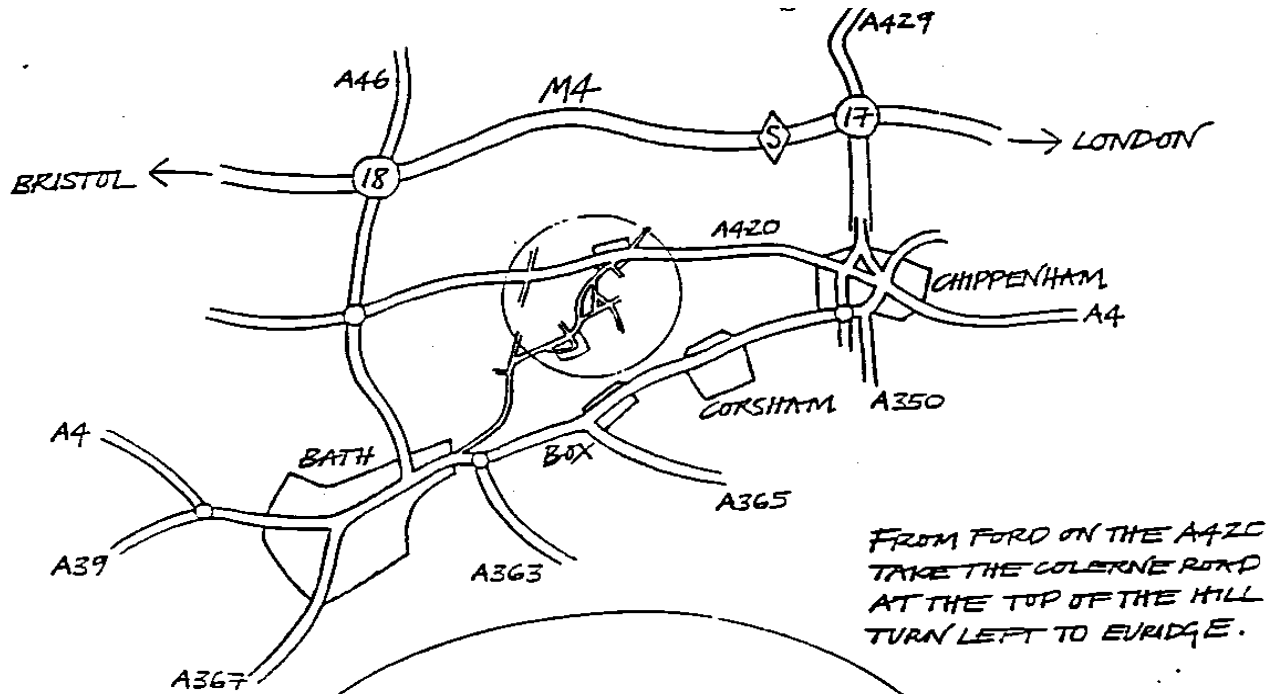 A429
A46
M4
S
17
LONDON
BRISTOL
18
A420
CHIPPENHAM
A4
CORSHAM
A350
A4
BATH
BOX
A365
A39
A363
A367
FROM FORD ON THE A420
TAKE THE COLERNE ROAD
AT THE TOP OF THE HILL
TURN LEFT TO EURIDGE.